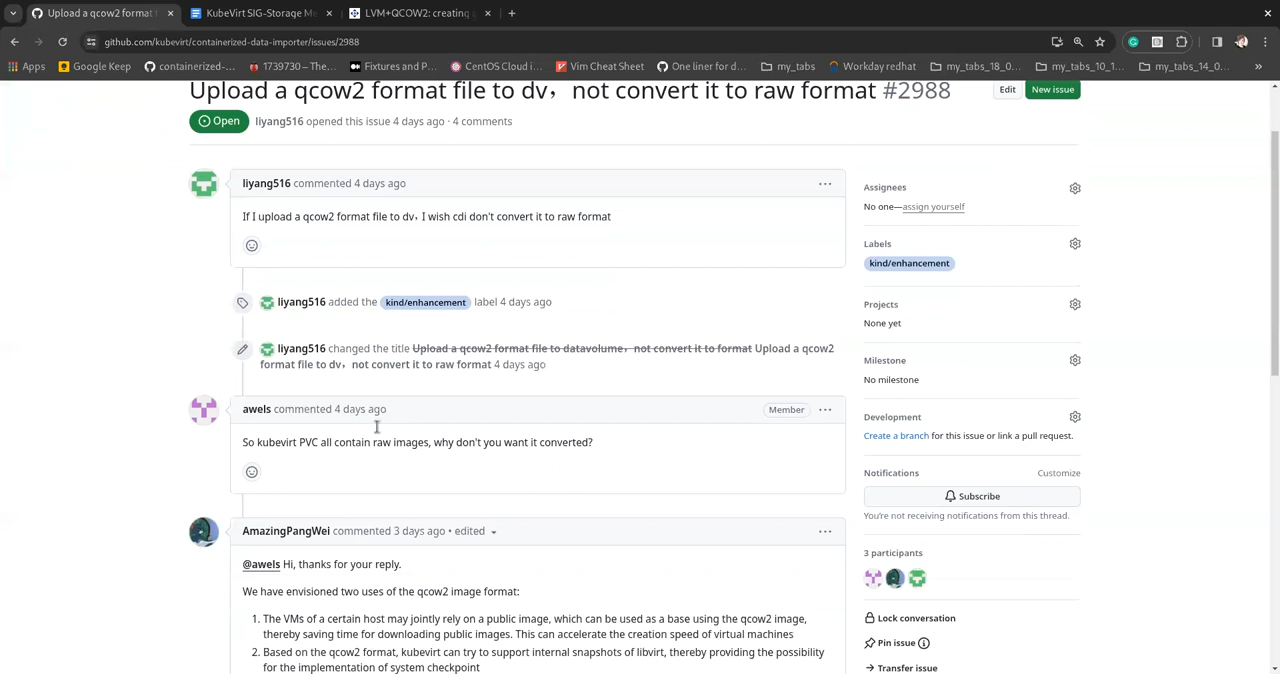 Upload a qcow2 format
KubeVirt SIG-Storage Me
LVM+QCOW2: creating
github.com/kubevirt/containerized-data-importer/issues/2988
Apps
Google Keep
containerized-...
1739730 – The...
Fixtures and P...
CentOS Cloud i...
Vim Cheat Sheet
One liner for d...
my_tabs
Workday redhat
my_tabs_18_0...
my_tabs_10_1...
my_tabs_14_0...
»
Upload a qcow2 format file to dv，not convert it to raw format #2988
Edit
New issue
Open
liyang516 opened this issue 4 days ago · 4 comments
liyang516 commented 4 days ago
If I upload a qcow2 format file to dv，I wish cdi don't convert it to raw format
liyang516 added the kind/enhancement label 4 days ago
liyang516 changed the title Upload a qcow2 format file to datavolume，not convert it to format Upload a qcow2
format file to dv，not convert it to raw format 4 days ago
awels commented 4 days ago
Member
So kubevirt PVC all contain raw images, why don't you want it converted?
AmazingPangWei commented 3 days ago • edited
@awels Hi, thanks for your reply.
We have envisioned two uses of the qcow2 image format:
1. The VMs of a certain host may jointly rely on a public image, which can be used as a base using the qcow2 image,
thereby saving time for downloading public images. This can accelerate the creation speed of virtual machines
2. Based on the qcow2 format, kubevirt can try to support internal snapshots of libvirt, thereby providing the possibility
for the implementation of system checkpoint
Assignees
No one—assign yourself
Labels
kind/enhancement
Projects
None yet
Milestone
No milestone
Development
Create a branch for this issue or link a pull request.
Notifications
Customize
Subscribe
You're not receiving notifications from this thread.
3 participants
Lock conversation
Pin issue
Transfer issue